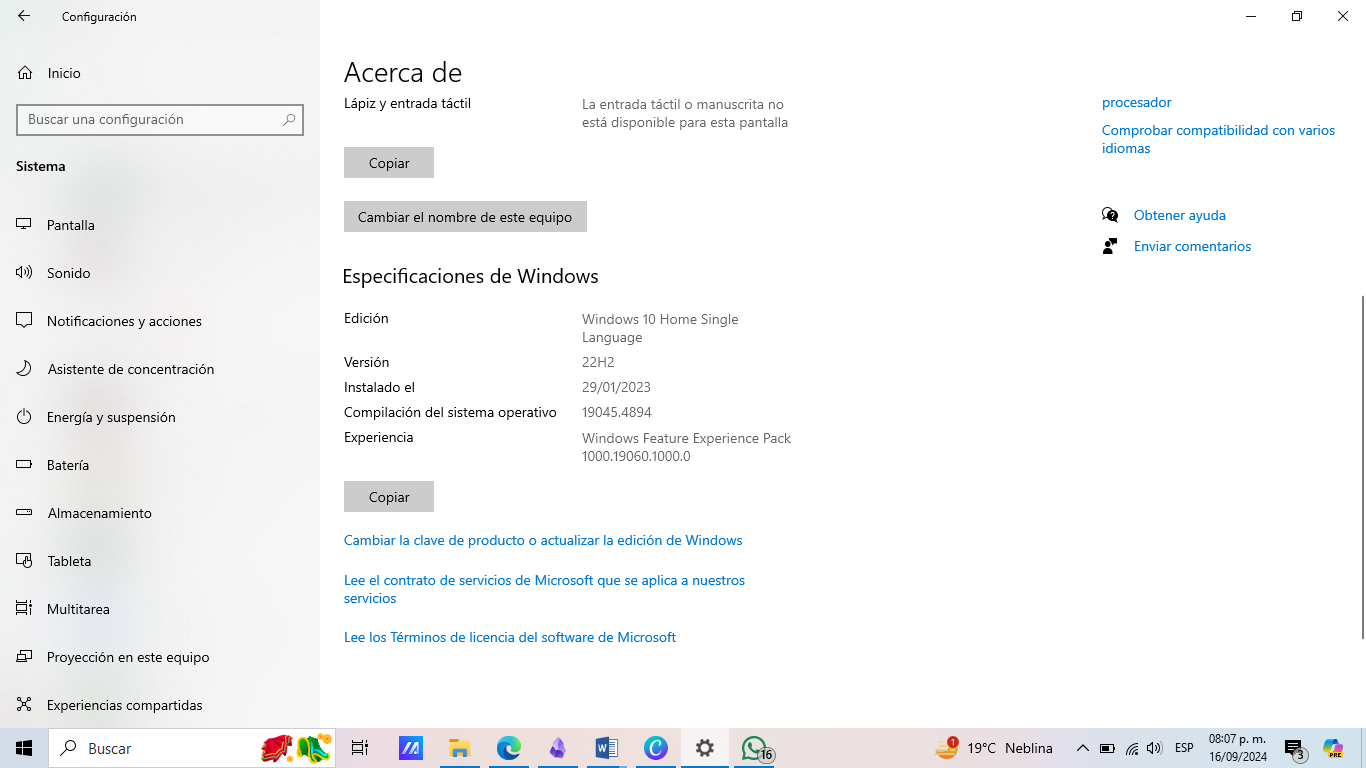 Configuración
Inicio
Buscar una configuración
Sistema
Pantalla
Sonido
Notificaciones y acciones
Asistente de concentración
Energía y suspensión
Batería
Almacenamiento
Tableta
Multitarea
Proyección en este equipo
Experiencias compartidas
Acerca de
Lápiz y entrada táctil
La entrada táctil o manuscrita no
está disponible para esta pantalla
Copiar
Cambiar el nombre de este equipo
Especificaciones de Windows
Edición
Windows 10 Home Single
Language
Versión
22H2
Instalado el
29/01/2023
Compilación del sistema operativo
19045.4894
Experiencia
Windows Feature Experience Pack
1000.19060.1000.0
Copiar
Cambiar la clave de producto o actualizar la edición de Windows
Lee el contrato de servicios de Microsoft que se aplica a nuestros
servicios
Lee los Términos de licencia del software de Microsoft
procesador
Comprobar compatibilidad con varios
idiomas
Obtener ayuda
Enviar comentarios
Buscar
W
C
16
1
19°C Neblina
ESP
08:07 p. m.
16/09/2024
3
PRE